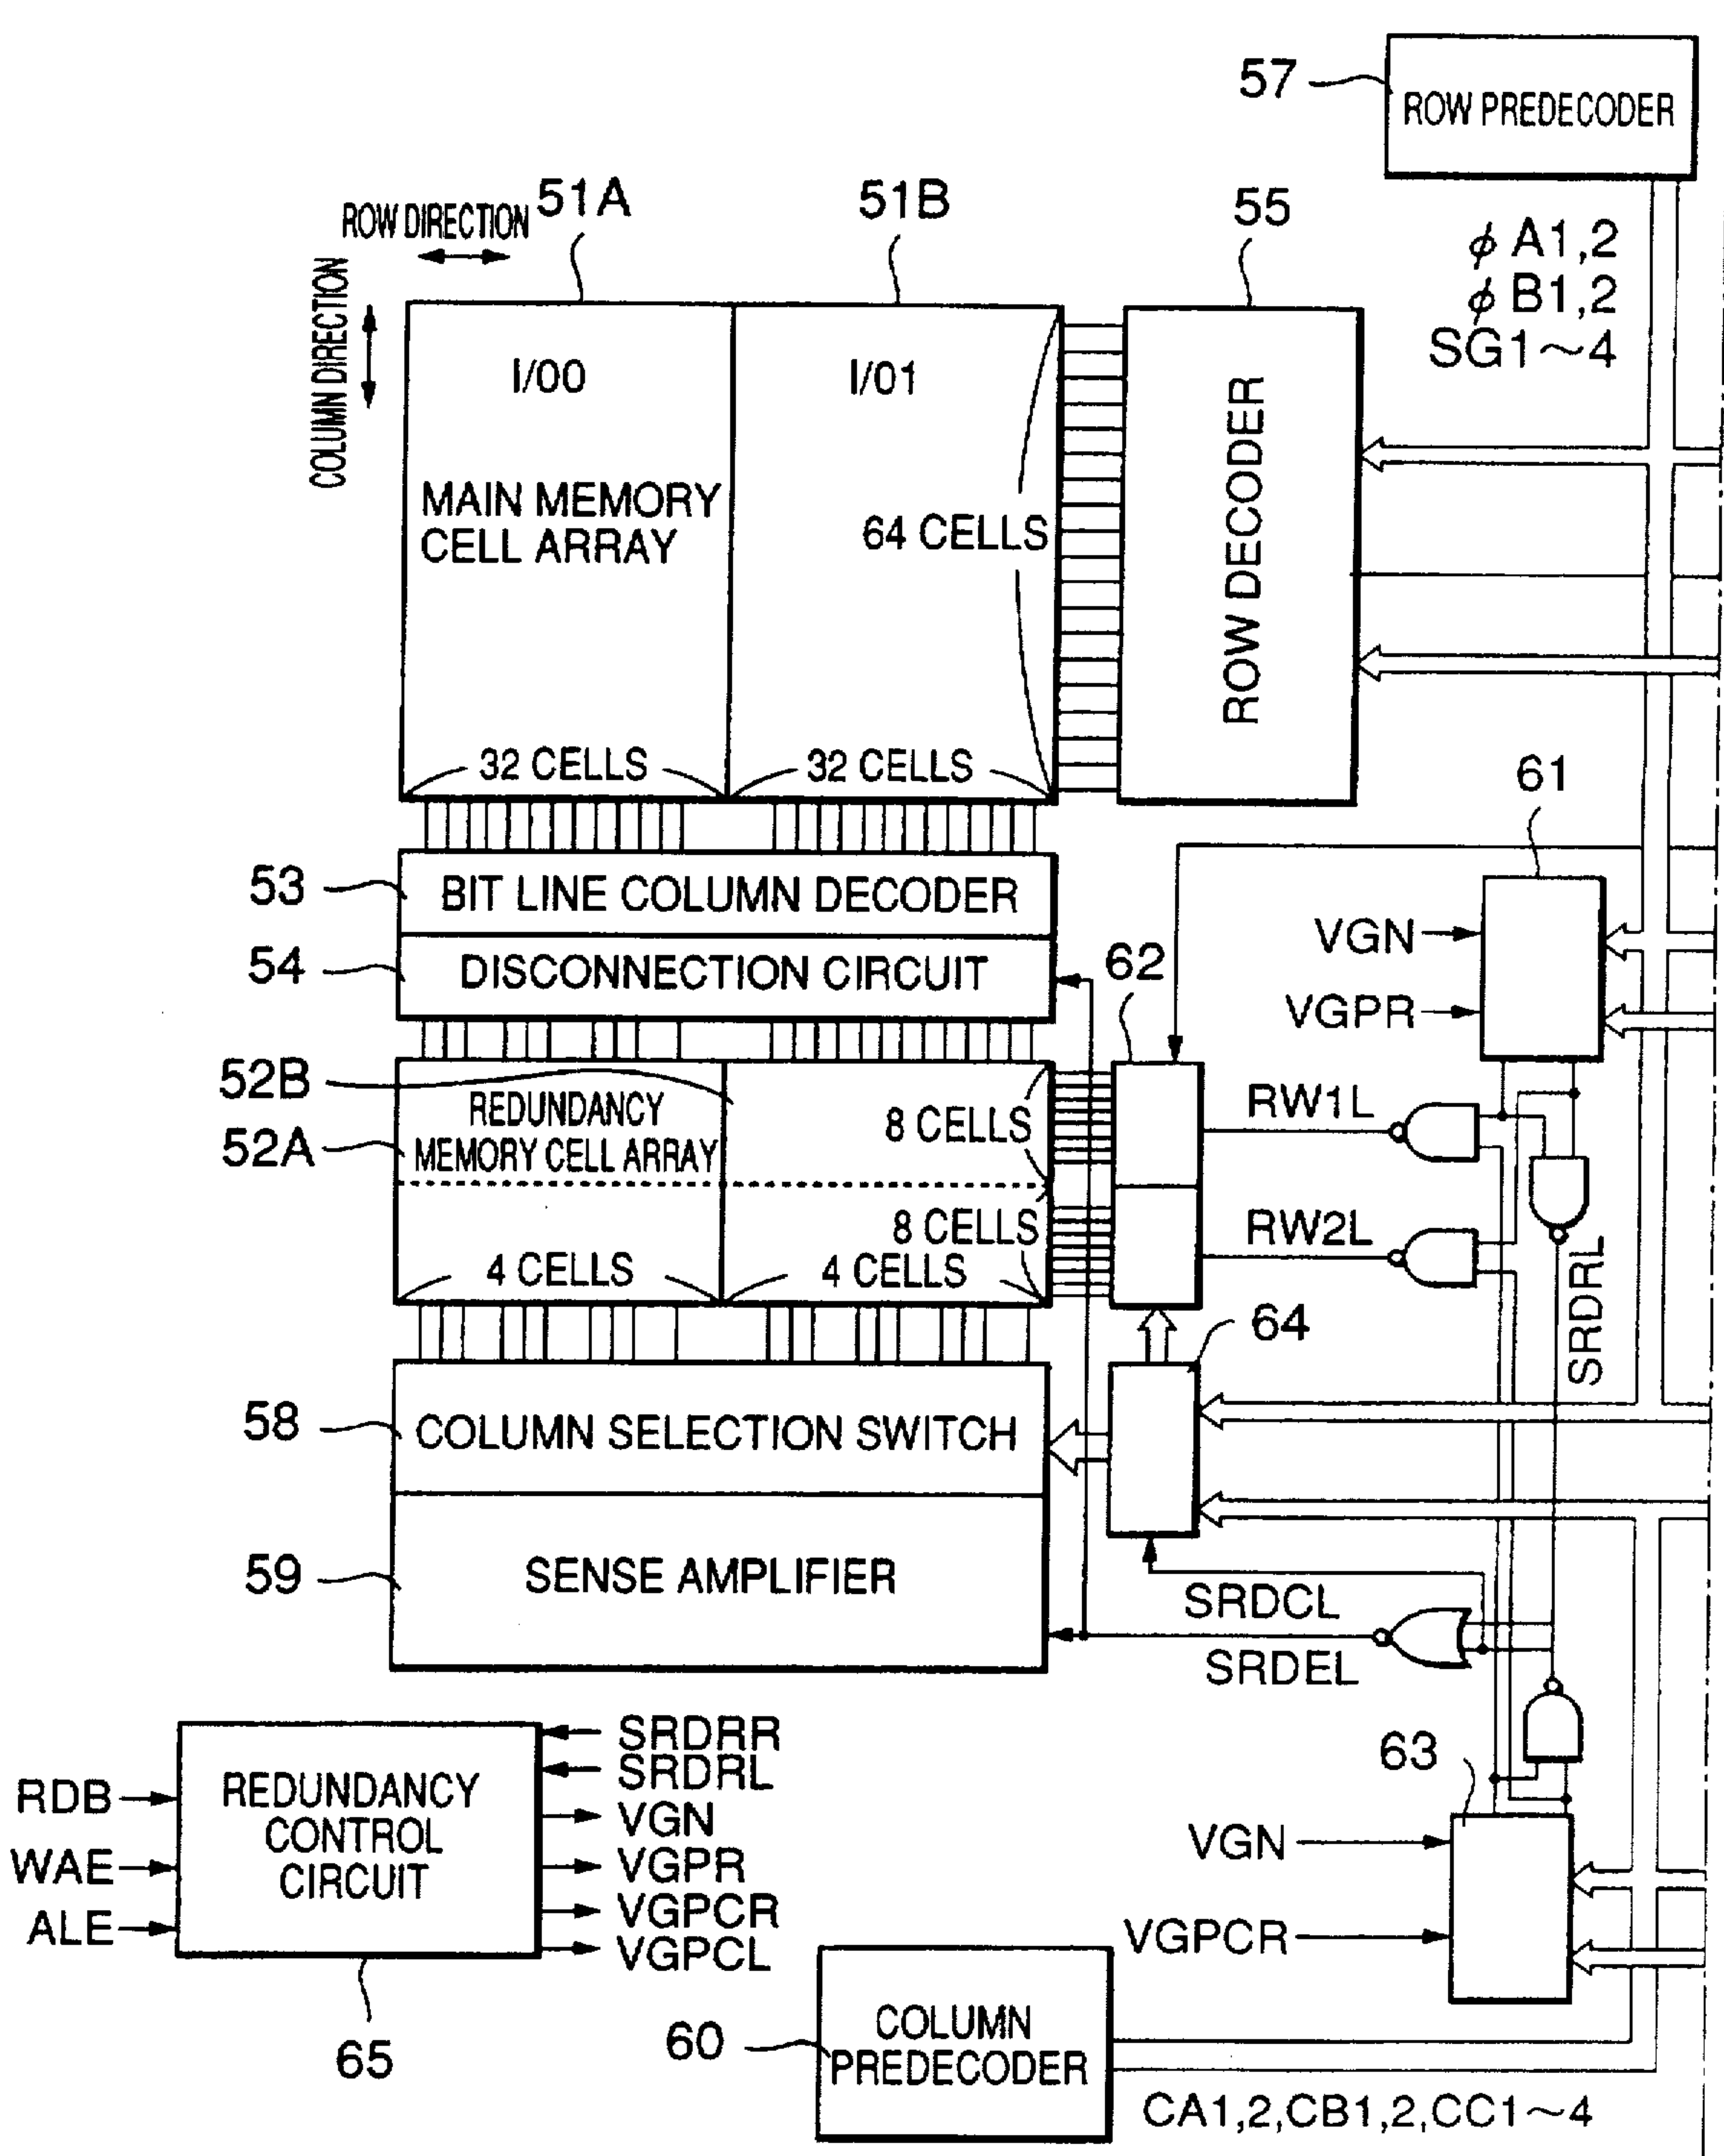 57
ROW PREDECODER
ROW DIRECTION
51A
51B
55
COLUMN DIRECTION
ϕ A1,2
ϕ B1,2
SG1~4
I/00
I/01
MAIN MEMORY
CELL ARRAY
64 CELLS
ROW DECODER
32 CELLS
32 CELLS
61
53
BIT LINE COLUMN DECODER
VGN
54
DISCONNECTION CIRCUIT
62
VGPR
52B
REDUNDANCY
MEMORY CELL ARRAY
52A
8 CELLS
RW1L
8 CELLS
RW2L
4 CELLS
4 CELLS
SRDRL
64
58
COLUMN SELECTION SWITCH
59
SENSE AMPLIFIER
SRDCL
SRDEL
RDB
WAE
ALE
REDUNDANCY
CONTROL
CIRCUIT
SRDRR
SRDRL
VGN
VGPR
VGPCR
VGPCL
65
63
VGN
VGPCR
60
COLUMN
PREDECODER
CA1,2,CB1,2,CC1~4